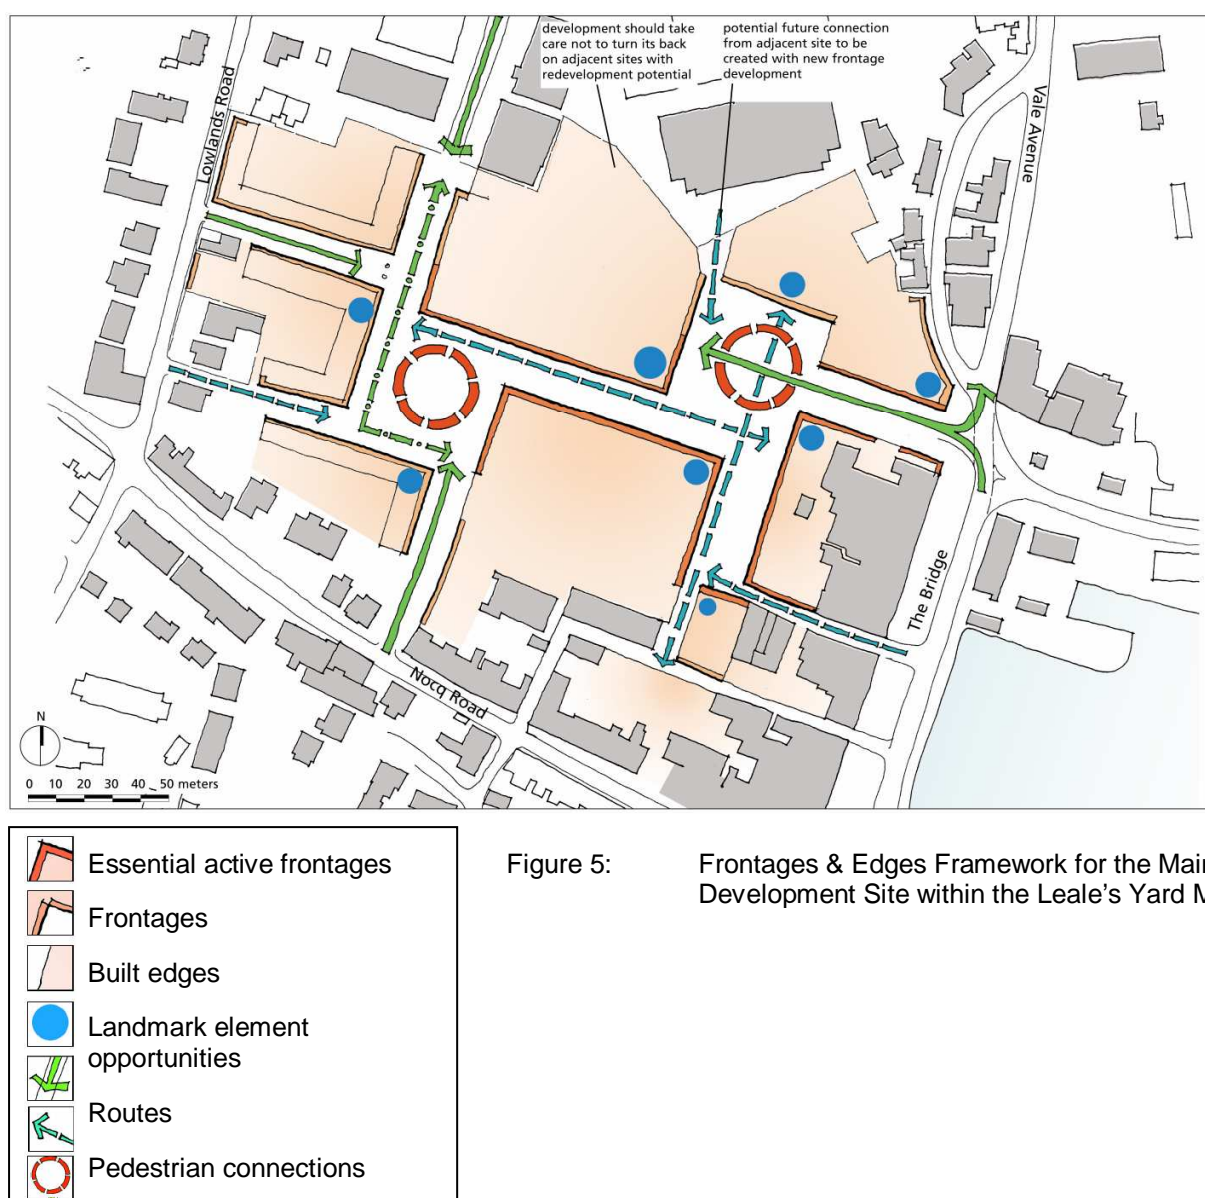 development should take
care not to turn its back
on adjacent sites with
redevelopment potential
potential future connection
from adjacent site to be
created with new frontage
development
Lowlands Road
Vale Avenue
The Bridge
Nocq Road
N
0 10 20 30 40 50 meters
Essential active frontages
Frontages
Built edges
Landmark element
opportunities
Routes
Pedestrian connections
Figure 5: Frontages & Edges Framework for the Main
Development Site within the Leale’s Yard M